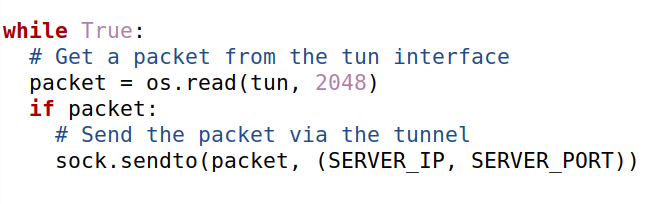 while True:
  # Get a packet from the tun interface
  packet = os.read(tun, 2048)
  if packet:
    # Send the packet via the tunnel
    sock.sendto(packet, (SERVER_IP, SERVER_PORT))